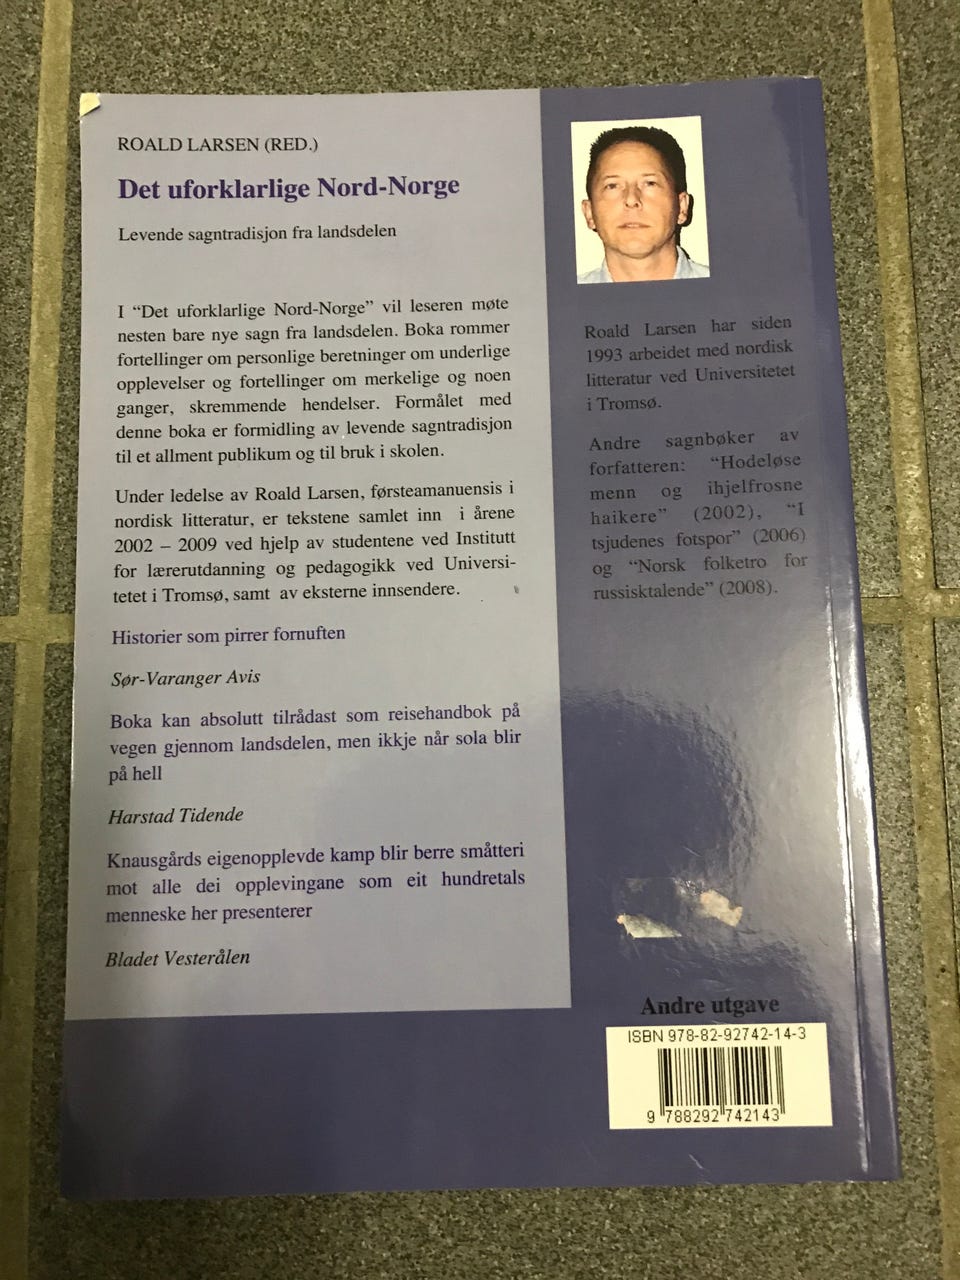 ROALD LARSEN (RED.)
Det uforklarlige Nord-Norge
Levende sagntradisjon fra landsdelen
I “Det uforklarlige Nord-Norge” vil leseren møte
nesten bare nye sagn fra landsdelen. Boka rommer
fortellinger om personlige beretninger om underlige
opplevelser og fortellinger om merkelige og noen
ganger, skremmende hendelser. Formålet med
denne boka er formidling av levende sagntradisjon
til et allment publikum og til bruk i skolen.
Under ledelse av Roald Larsen, førsteamanuensis i
nordisk litteratur, er tekstene samlet inn i årene
2002 – 2009 ved hjelp av studentene ved Institutt
for lærerutdanning og pedagogikk ved Universi-
tetet i Tromsø, samt av eksterne innsendere.
Historier som pirrer fornuften
Sør-Varanger Avis
Boka kan absolutt tilrådast som reisehandbok på
vegen gjennom landsdelen, men ikkje når sola blir
på hell
Harstad Tidende
Knausgårds eigenopplevde kamp blir berre småtteri
mot alle dei opplevingane som eit hundretals
menneske her presenterer
Bladet Vesterålen
Roald Larsen har siden
1993 arbeidet med nordisk
litteratur ved Universitetet
i Tromsø.
Andre sagnbøker av
forfatteren: “Hodeløse
menn og ihjelfrosne
haikere” (2002), “I
tsjudenes fotspor” (2006)
og “Norsk folketro for
russisktalende” (2008).
Andre utgave
ISBN 978-82-92742-14-3
9 788292 742143